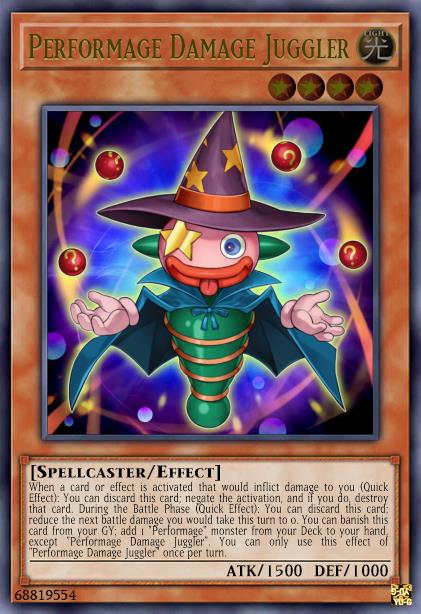 PERFORMAGE DAMAGE JUGGLER
LIGHT
光
?
?
?
?
[SPELLCASTER/EFFECT]
When a card or effect is activated that would inflict damage to you (Quick
Effect): You can discard this card; negate the activation, and if you do, destroy
that card. During the Battle Phase (Quick Effect): You can discard this card;
reduce the next battle damage you would take this turn to 0. You can banish this
card from your GY; add 1 "Performage" monster from your Deck to your hand,
except "Performage Damage Juggler". You can only use this effect of
"Performage Damage Juggler" once per turn.
ATK/1500 DEF/1000
68819554